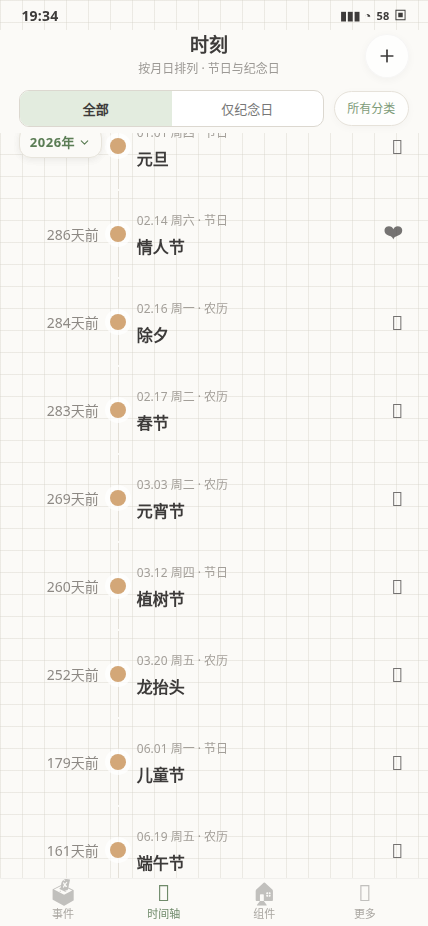 19:34
58
时刻
按月日排列 · 节日与纪念日
+
全部
仅纪念日
所有分类
2026年
01.01 周四 · 节日
元旦
286天前
02.14 周六 · 节日
情人节
284天前
02.16 周一 · 农历
除夕
283天前
02.17 周二 · 农历
春节
269天前
03.03 周二 · 农历
元宵节
260天前
03.12 周四 · 节日
植树节
252天前
03.20 周五 · 农历
龙抬头
179天前
06.01 周一 · 节日
儿童节
161天前
06.19 周五 · 农历
端午节
事件
时间轴
组件
更多